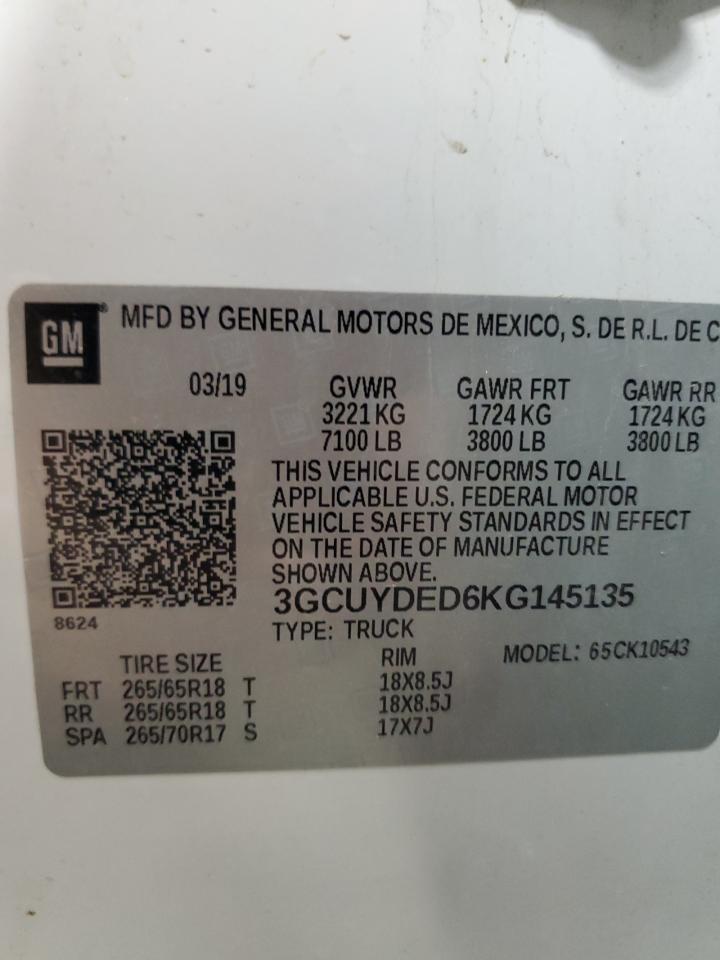 GM
MFD BY GENERAL MOTORS DE MEXICO, S. DE R.L. DE C
03/19
GVWR GAWR FRT GAWR RR
3221 KG 1724 KG 1724 KG
7100 LB 3800 LB 3800 LB
THIS VEHICLE CONFORMS TO ALL
APPLICABLE U.S. FEDERAL MOTOR
VEHICLE SAFETY STANDARDS IN EFFECT
ON THE DATE OF MANUFACTURE
SHOWN ABOVE.
3GCUYDED6KG145135
8624
TYPE: TRUCK
TIRE SIZE RIM MODEL: 65CK10543
FRT 265/65R18 T 18X8.5J
RR 265/65R18 T 18X8.5J
SPA 265/70R17 S 17X7J